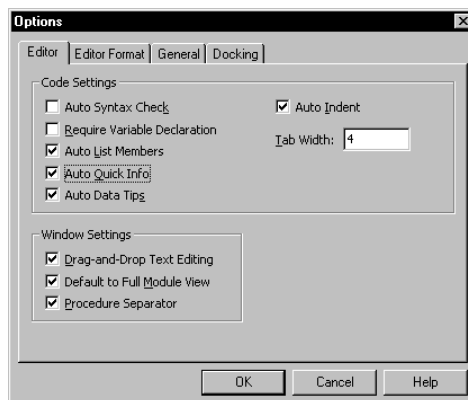 Options
Editor Editor Format General Docking
Code Settings
Auto Syntax Check
Auto Indent
Require Variable Declaration
Tab Width: 4
Auto List Members
Auto Quick Info
Auto Data Tips
Window Settings
Drag-and-Drop Text Editing
Default to Full Module View
Procedure Separator
OK Cancel Help